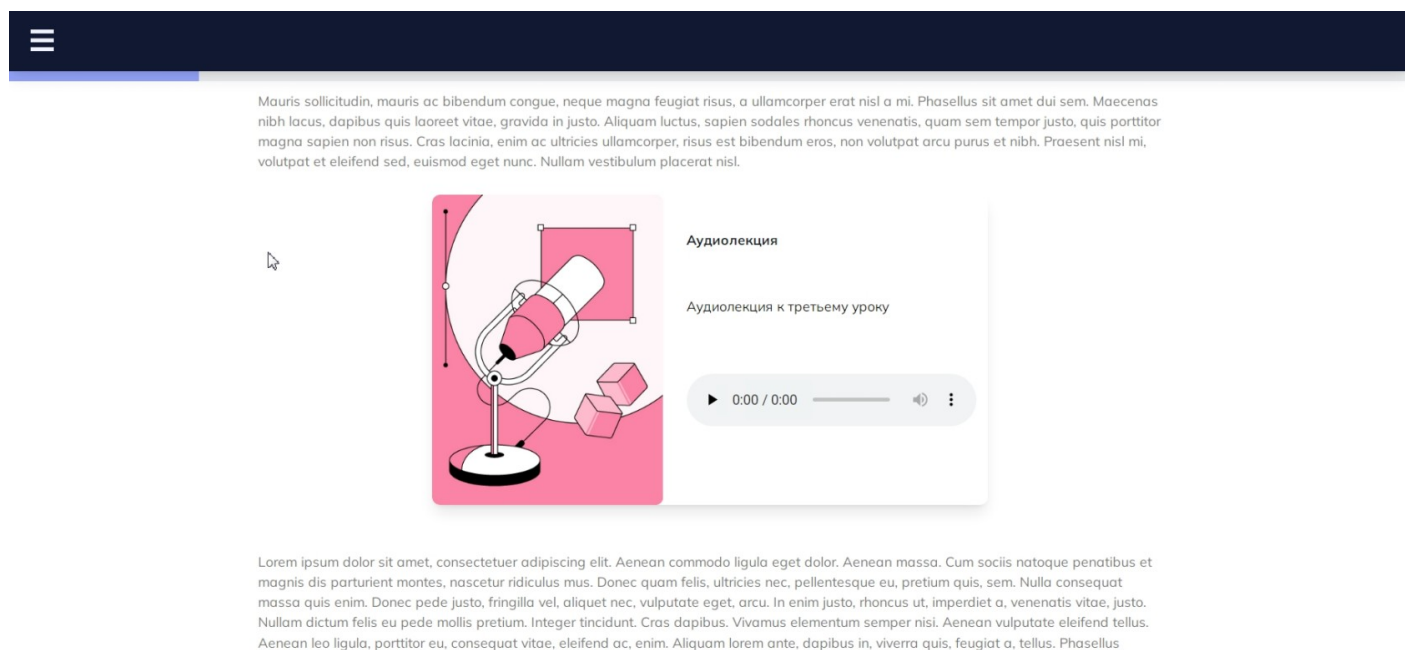 Mauris sollicitudin, mauris ac bibendum congue, neque magna feugiat risus, a ullamcorper erat nisl a mi. Phasellus sit amet dui sem. Maecenas
nibh lacus, dapibus quis laoreet vitae, gravida in justo. Aliquam luctus, sapien sodales rhoncus venenatis, quam sem tempor justo, quis porttitor
magna sapien non risus. Cras lacinia, enim ac ultricies ullamcorper, risus est bibendum eros, non volutpat arcu purus et nibh. Praesent nisl mi,
volutpat et eleifend sed, euismod eget nunc. Nullam vestibulum placerat nisl.
Аудиолекция
Аудиолекция к третьему уроку
0:00 / 0:00
Lorem ipsum dolor sit amet, consectetuer adipiscing elit. Aenean commodo ligula eget dolor. Aenean massa. Cum sociis natoque penatibus et
magnis dis parturient montes, nascetur ridiculus mus. Donec quam felis, ultricies nec, pellentesque eu, pretium quis, sem. Nulla consequat
massa quis enim. Donec pede justo, fringilla vel, aliquet nec, vulputate eget, arcu. In enim justo, rhoncus ut, imperdiet a, venenatis vitae, justo.
Nullam dictum felis eu pede mollis pretium. Integer tincidunt. Cras dapibus. Vivamus elementum semper nisi. Aenean vulputate eleifend tellus.
Aenean leo ligula, porttitor eu, consequat vitae, eleifend ac, enim. Aliquam lorem ante, dapibus in, viverra quis, feugiat a, tellus. Phasellus